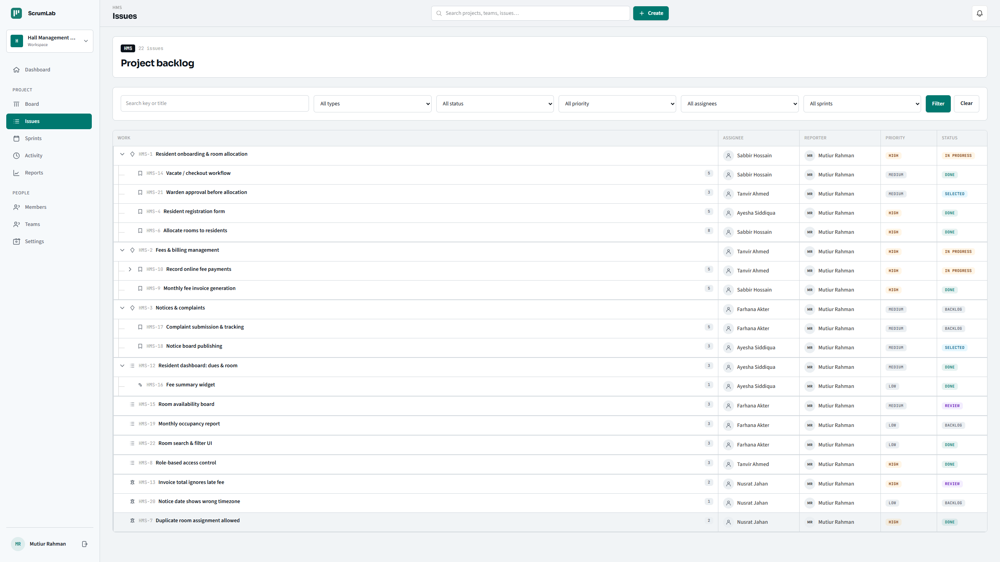 ScrumLab
H
Hall Management ...
Workspace
Dashboard
PROJECT
Board
Issues
Sprints
Activity
Reports
PEOPLE
Members
Teams
Settings
MR Mutiur Rahman
HMS
Issues
Search projects, teams, issues...
+ Create
HMS 22 issues
Project backlog
Search key or title All types All status All priority All assignees All sprints Filter Clear
WORK ASSIGNEE REPORTER PRIORITY STATUS
HMS-1 Resident onboarding & room allocation Sabbir Hossain MR Mutiur Rahman HIGH IN PROGRESS
HMS-14 Vacate / checkout workflow 5 Sabbir Hossain MR Mutiur Rahman MEDIUM DONE
HMS-21 Warden approval before allocation 3 Tanvir Ahmed MR Mutiur Rahman MEDIUM SELECTED
HMS-4 Resident registration form 5 Ayesha Siddiqua MR Mutiur Rahman HIGH DONE
HMS-6 Allocate rooms to residents 8 Sabbir Hossain MR Mutiur Rahman HIGH DONE
HMS-2 Fees & billing management Tanvir Ahmed MR Mutiur Rahman HIGH IN PROGRESS
HMS-10 Record online fee payments 5 Tanvir Ahmed MR Mutiur Rahman HIGH IN PROGRESS
HMS-9 Monthly fee invoice generation 5 Sabbir Hossain MR Mutiur Rahman HIGH DONE
HMS-3 Notices & complaints Farhana Akter MR Mutiur Rahman MEDIUM BACKLOG
HMS-17 Complaint submission & tracking 5 Farhana Akter MR Mutiur Rahman MEDIUM BACKLOG
HMS-18 Notice board publishing 3 Ayesha Siddiqua MR Mutiur Rahman MEDIUM SELECTED
HMS-12 Resident dashboard: dues & room 3 Ayesha Siddiqua MR Mutiur Rahman MEDIUM DONE
HMS-16 Fee summary widget 1 Ayesha Siddiqua MR Mutiur Rahman LOW DONE
HMS-15 Room availability board 3 Farhana Akter MR Mutiur Rahman MEDIUM REVIEW
HMS-19 Monthly occupancy report 3 Farhana Akter MR Mutiur Rahman LOW BACKLOG
HMS-22 Room search & filter UI 3 Farhana Akter MR Mutiur Rahman LOW DONE
HMS-8 Role-based access control 3 Tanvir Ahmed MR Mutiur Rahman HIGH DONE
HMS-13 Invoice total ignores late fee 2 Nusrat Jahan MR Mutiur Rahman HIGH REVIEW
HMS-20 Notice date shows wrong timezone 1 Nusrat Jahan MR Mutiur Rahman LOW BACKLOG
HMS-7 Duplicate room assignment allowed 2 Nusrat Jahan MR Mutiur Rahman HIGH DONE